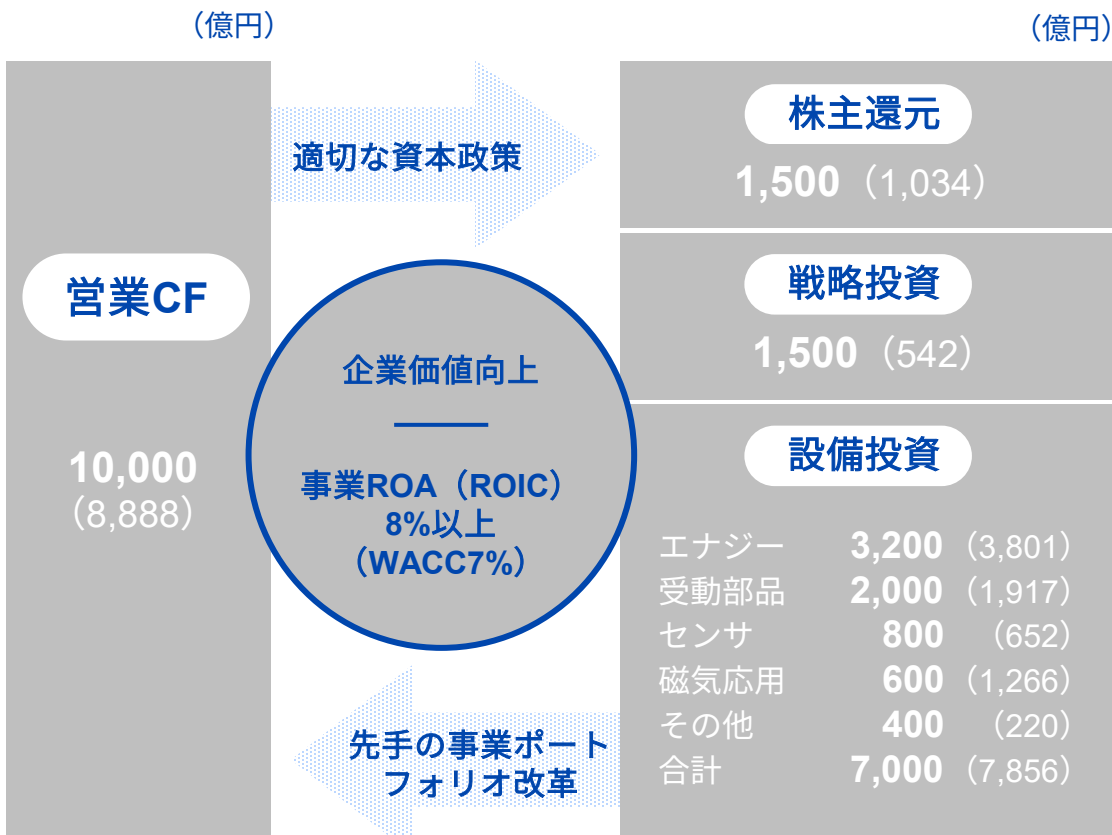 （億円）
（億円）
適切な資本政策
株主還元
1,500（1,034）
営業CF
10,000
（8,888）
戦略投資
1,500（542）
企業価値向上
事業ROA（ROIC）
8%以上
（WACC7%）
設備投資
エナジー 3,200（3,801）
受動部品 2,000（1,917）
センサ 800（652）
磁気応用 600（1,266）
その他 400（220）
合計 7,000（7,856）
先手の事業ポート
フォリオ改革